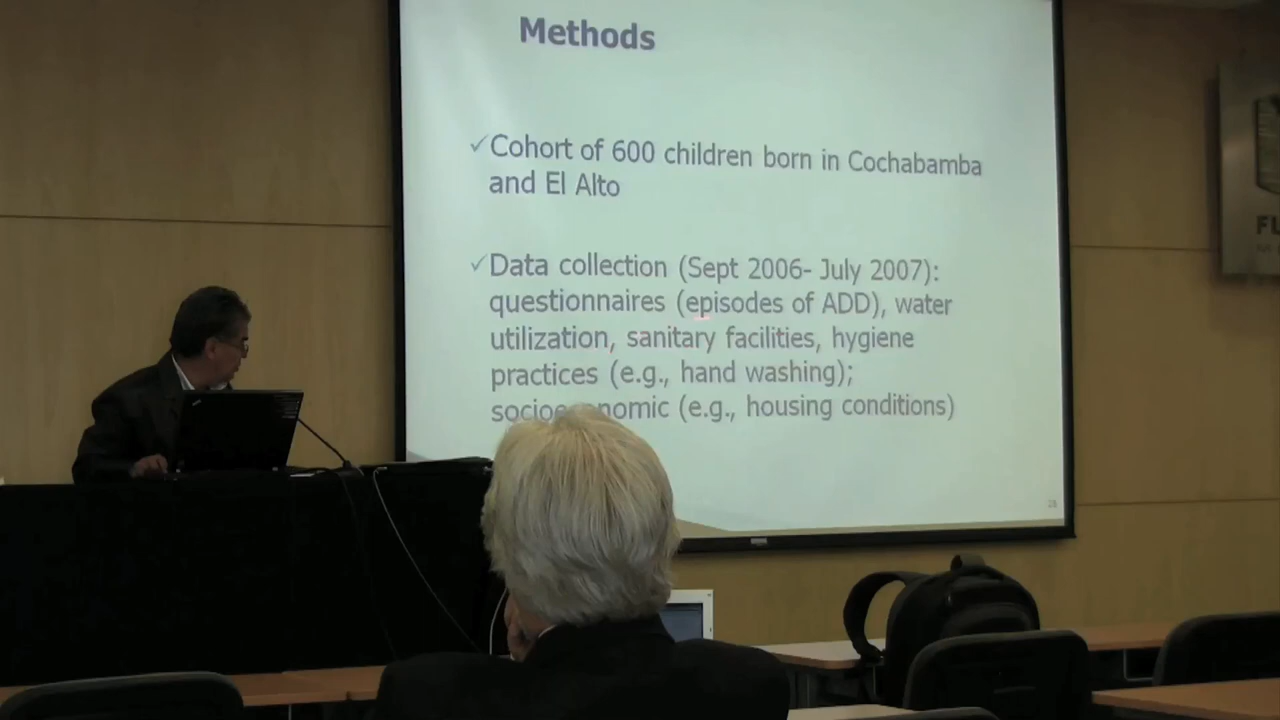 Methods
✓Cohort of 600 children born in Cochabamba
and El Alto
✓Data collection (Sept 2006- July 2007):
questionnaires (episodes of ADD), water
utilization, sanitary facilities, hygiene
practices (e.g., hand washing);
(e.g., housing conditions)
FL